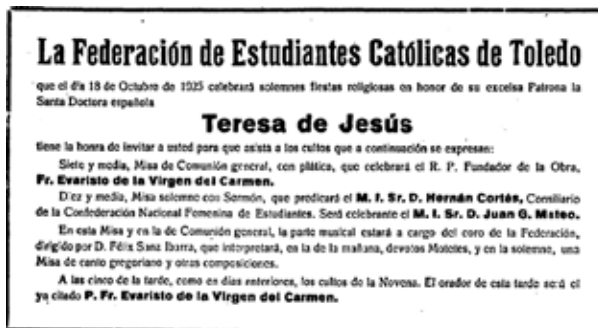 La Federación de Estudiantes Católicas de Toledo
que el día 18 de Octubre de 1925 celebrará solemnes fiestas religiosas en honor de su excelsa Patrona la
Santa Doctora española
Teresa de Jesús
tiene la honra de invitar a usted para que asista a los cultos que a continuación se expresan:
Siete y media, Misa de Comunión general, con plática, que celebrará el R. P. Fundador de la Obra,
Fr. Evaristo de la Virgen del Carmen.
Diez y media, Misa solemne con Sermón, que predicará el M. I. Sr. D. Hernán Cortés, Consiliario
de la Confederación Nacional Femenina de Estudiantes. Será celebrante el M. I. Sr. D. Juan G. Mateo.
En esta Misa y en la de Comunión general, la parte musical estará a cargo del coro de la Federación,
dirigido por D. Félix Sanz Ibarra, que interpretará, en la de la mañana, devotos Motetes, y en la solemne, una
Misa de canto gregoriano y otras composiciones.
A las cinco de la tarde, como en días anteriores, los cultos de la Novena. El orador de esta tarde será el
ya citado P. Fr. Evaristo de la Virgen del Carmen.